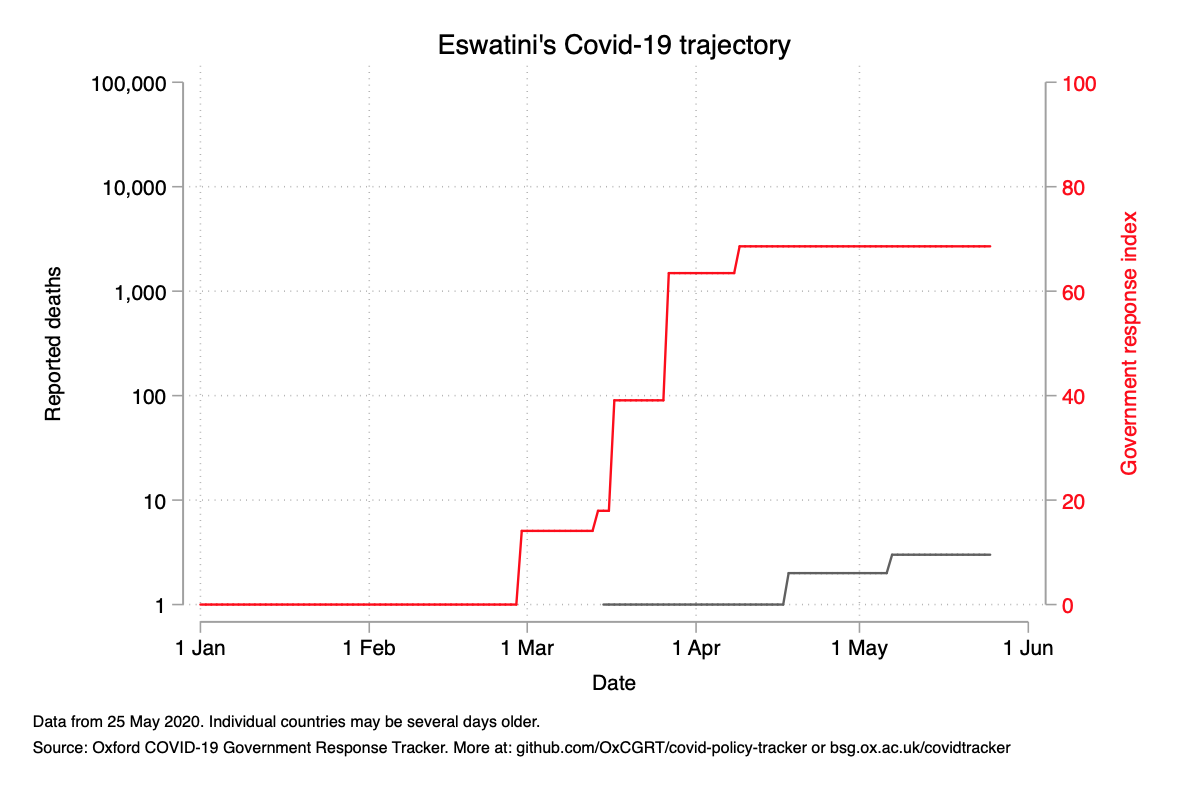 Eswatini's Covid-19 trajectory
100,000
10,000
1,000
100
10
1
Reported deaths
100
80
60
40
20
0
Government response index
1 Jan 1 Feb 1 Mar 1 Apr 1 May 1 Jun
Date
Data from 25 May 2020. Individual countries may be several days older.
Source: Oxford COVID-19 Government Response Tracker. More at: github.com/OxCGRT/covid-policy-tracker or bsg.ox.ac.uk/covidtracker